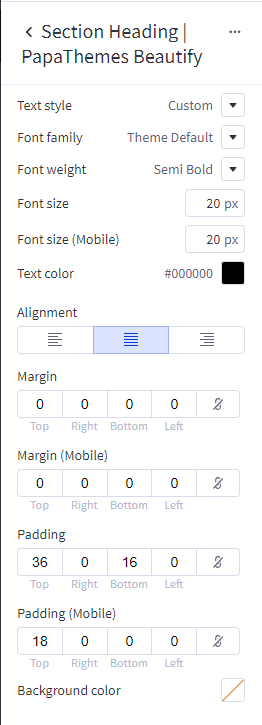 Section Heading |
PapaThemes Beautify
Text style Custom
Font family Theme Default
Font weight Semi Bold
Font size 20 px
Font size (Mobile) 20 px
Text color #000000
Alignment
Margin
0 0 0 0
Top Right Bottom Left
Margin (Mobile)
0 0 0 0
Top Right Bottom Left
Padding
36 0 16 0
Top Right Bottom Left
Padding (Mobile)
18 0 0 0
Top Right Bottom Left
Background color